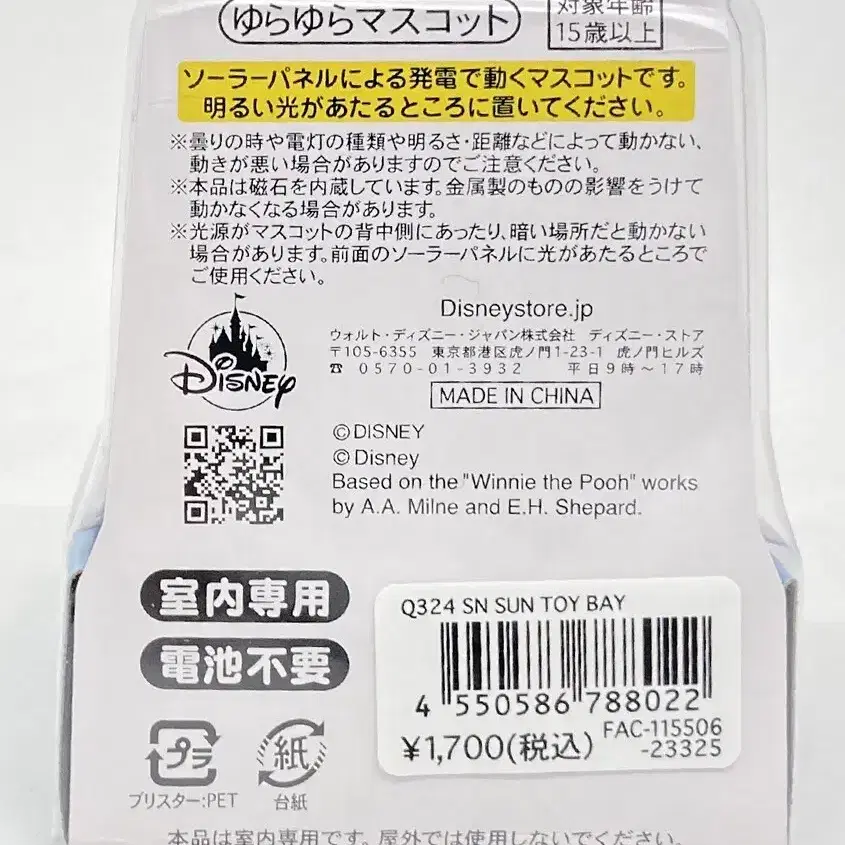 ゆらゆらマスコット
対象年齢
15歳以上
ソーラーパネルによる発電で動くマスコットです。
明るい光があたるところに置いてください。
※曇りの時や電灯の種類や明るさ・距離などによって動かない、
動きが悪い場合がありますのでご注意ください。
※本品は磁石を内蔵しています。金属製のものの影響をうけて
動かなくなる場合があります。
※光源がマスコットの背中側にあったり、暗い場所だと動かない
場合があります。前面のソーラーパネルに光があたるところで
ご使用ください。
Disneystore.jp
ウォルト・ディズニー・ジャパン株式会社 ディズニー・ストア
〒105-6355 東京都港区虎ノ門1-23-1 虎ノ門ヒルズ
☎ 0570-01-3932 平日9時～17時
DISNEY
MADE IN CHINA
©DISNEY
©Disney
Based on the "Winnie the Pooh" works
by A.A. Milne and E.H. Shepard.
室内専用
電池不要
Q324 SN SUN TOY BAY
4 550586 788022
¥1,700(税込)
FAC-115506
-23325
プラ
紙
ブリスター:PET
台紙
本品は室内専用です。屋外では使用しないでください。